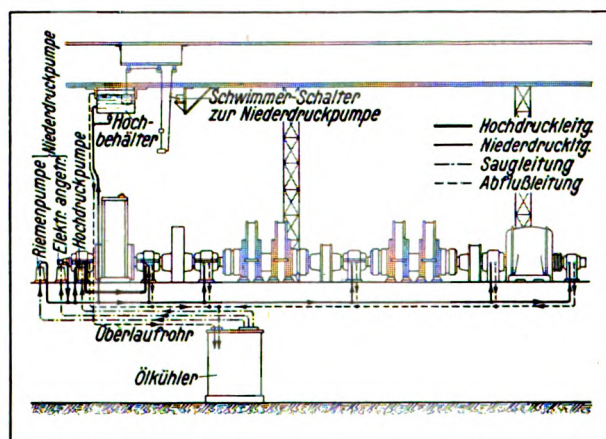 Schwimmer-Schalter
zur Niederdruckpumpe
Hoch-
behälter
Riemenpumpe
Elektr. angetr.
Niederdruckpumpe
Hochdruckpumpe
Hochdruckleitg.
Niederdruckltg.
Saugleitung
Abflußleitung
Überlaufrohr
Ölkühler